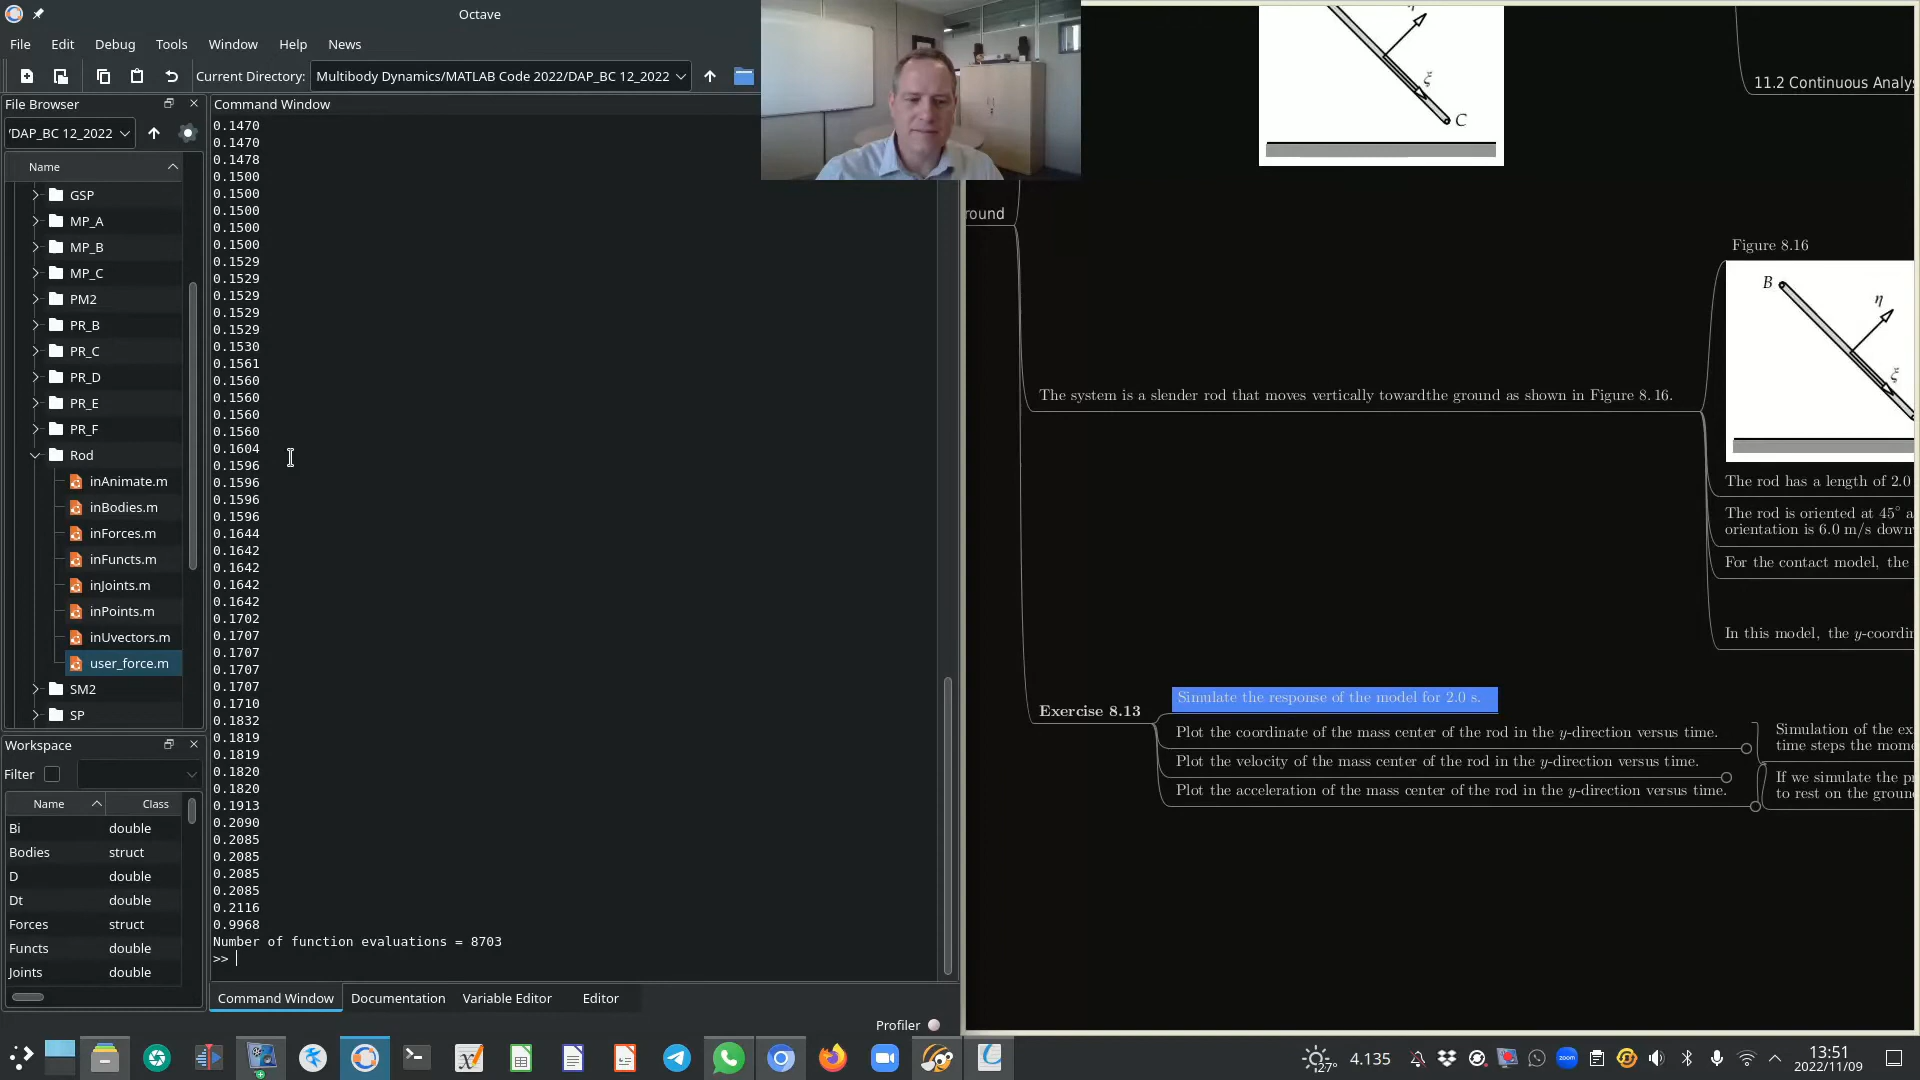 Octave
File Edit Debug Tools Window Help News
Current Directory: Multibody Dynamics/MATLAB Code 2022/DAP_BC 12_2022
File Browser
'DAP_BC 12_2022
Name
GSP
MP_A
MP_B
MP_C
PM2
PR_B
PR_C
PR_D
PR_E
PR_F
Rod
inAnimate.m
inBodies.m
inForces.m
inFuncts.m
inJoints.m
inPoints.m
inUvectors.m
user_force.m
SM2
SP
Workspace
Filter
Name Class
Bi double
Bodies struct
D double
Dt double
Forces struct
Functs double
Joints double
Command Window
0.1470
0.1470
0.1478
0.1500
0.1500
0.1500
0.1500
0.1500
0.1529
0.1529
0.1529
0.1529
0.1529
0.1530
0.1561
0.1560
0.1560
0.1560
0.1560
0.1604
0.1596
0.1596
0.1596
0.1596
0.1644
0.1642
0.1642
0.1642
0.1642
0.1702
0.1707
0.1707
0.1707
0.1707
0.1710
0.1832
0.1819
0.1819
0.1820
0.1820
0.1913
0.2090
0.2085
0.2085
0.2085
0.2085
0.2116
0.9968
Number of function evaluations = 8703
>>
Command Window Documentation Variable Editor Editor
Profiler
ξ
C
11.2 Continuous Analys
round
Figure 8.16
B
η
ξ
The system is a slender rod that moves vertically towardthe ground as shown in Figure 8.16.
The rod has a length of 2.0
The rod is oriented at 45° a
orientation is 6.0 m/s down
For the contact model, the
In this model, the y-coordi
Exercise 8.13
Simulate the response of the model for 2.0 s.
Plot the coordinate of the mass center of the rod in the y-direction versus time.
Plot the velocity of the mass center of the rod in the y-direction versus time.
Plot the acceleration of the mass center of the rod in the y-direction versus time.
Simulation of the ex
time steps the mome
If we simulate the p
to rest on the groun
27°
4.135
zoom
13:51
2022/11/09